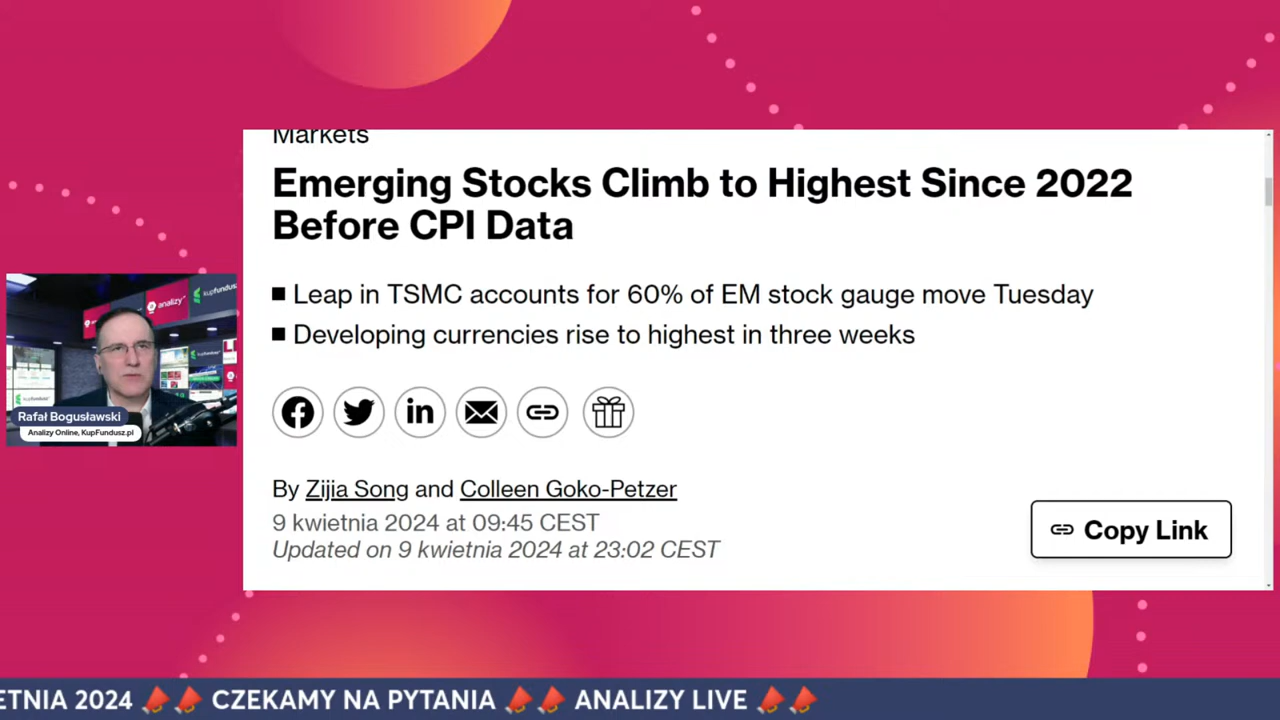 Markets
Emerging Stocks Climb to Highest Since 2022
Before CPI Data
Leap in TSMC accounts for 60% of EM stock gauge move Tuesday
Developing currencies rise to highest in three weeks
By Zijia Song and Colleen Goko-Petzer
9 kwietnia 2024 at 09:45 CEST
Updated on 9 kwietnia 2024 at 23:02 CEST
Copy Link
analizy
kupfundusz
Rafał Bogusławski
Analizy Online, KupFundusz.pl
ETNIA 2024 CZEKAMY NA PYTANIA ANALIZY LIVE